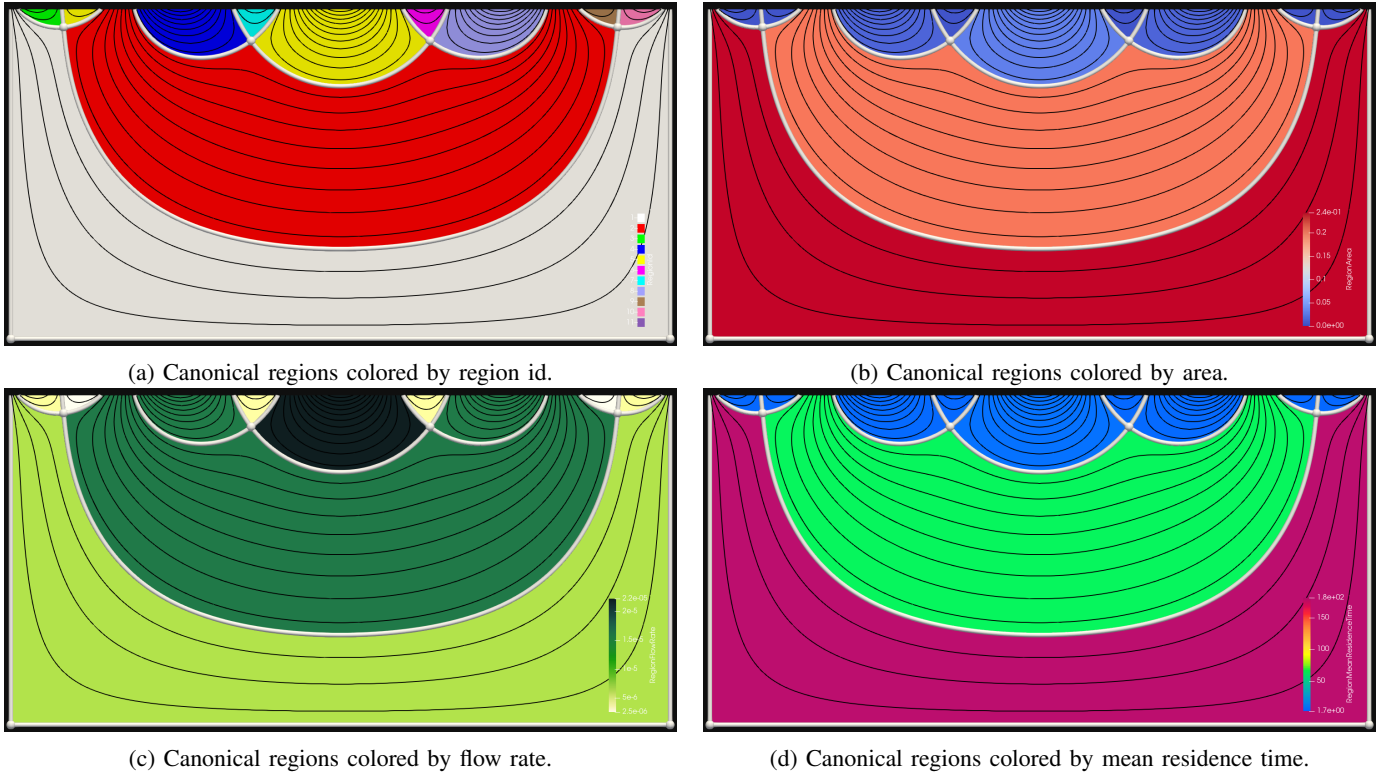 (a) Canonical regions colored by region id.
2.4e-01
0.2
0.15
0.1
0.05
0.0e+00
RegionArea
(b) Canonical regions colored by area.
2.2e-05
2e-5
1.5e-5
1e-5
5e-6
2.5e-06
RegionFlowRate
(c) Canonical regions colored by flow rate.
1.8e+02
150
100
50
1.7e+00
RegionMeanResidenceTime
(d) Canonical regions colored by mean residence time.